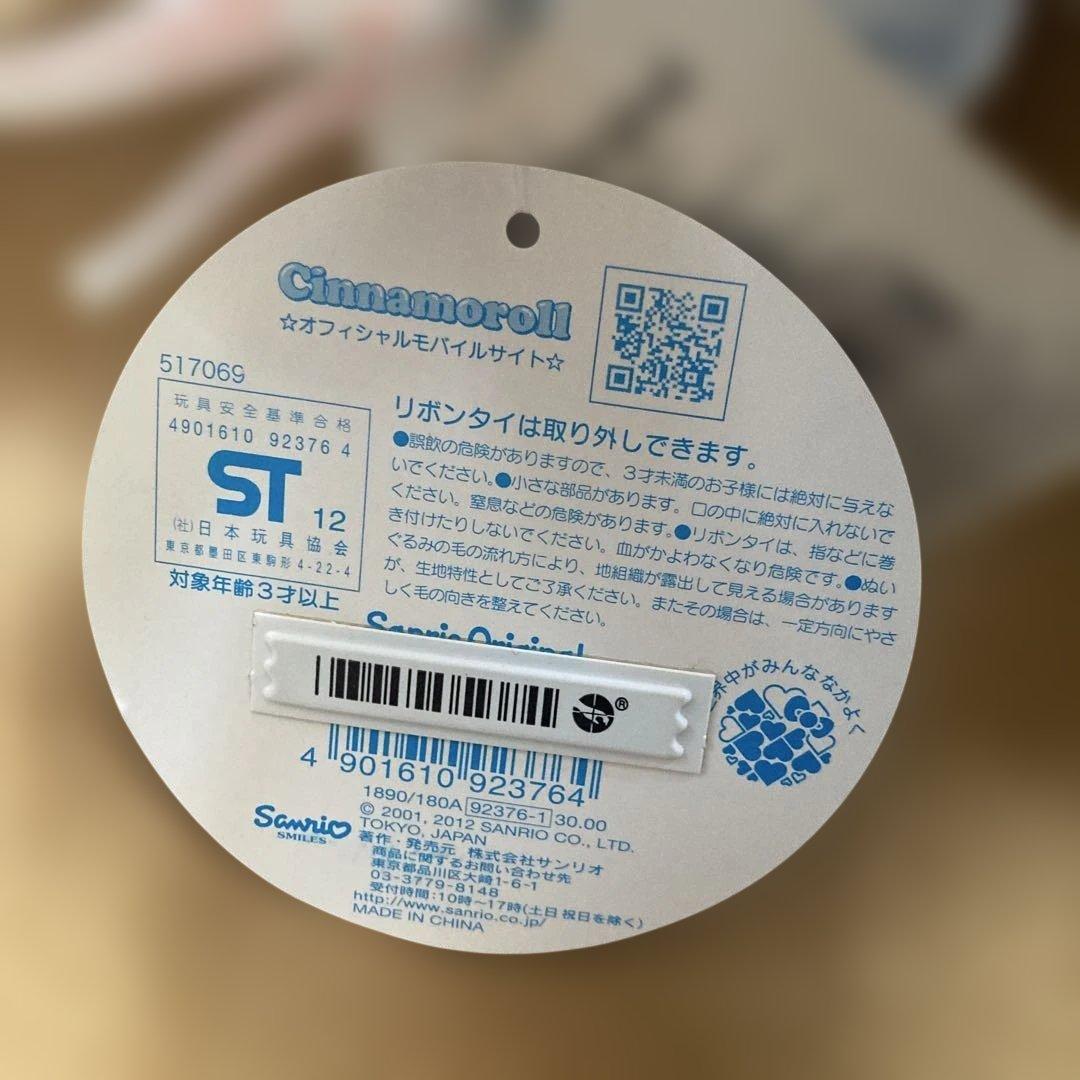 Cinnamoroll
☆オフィシャルモバイルサイト☆
517069
玩具安全基準合格
4901610 92376 4
ST 12
(社)日本玩具協会
東京都墨田区東駒形4-22-4
対象年齢3才以上
リボンタイは取り外しできます。
●誤飲の危険がありますので、3才未満のお子様には絶対に与えな
いでください。●小さな部品があります。口の中に絶対に入れないで
ください。窒息などの危険があります。●リボンタイは、指などに巻
き付けたりしないでください。血がかよわなくなり危険です。●ぬい
ぐるみの毛の流れ方により、地組織が露出して見える場合があります
が、生地特性としてご了承ください。またその場合は、一定方向にやさ
しく毛の向きを整えてください。
Sanrio Original
®
界中がみんななかよく
4 901610 923764
1890/180A 92376-1 30.00
© 2001, 2012 SANRIO CO., LTD.
TOKYO, JAPAN
Sanrio
SMILES
著作・発売元 株式会社サンリオ
商品に関するお問い合わせ先
東京都品川区大崎1-6-1
03-3779-8148
受付時間:10時~17時(土日 祝日を除く)
http://www.sanrio.co.jp/
MADE IN CHINA